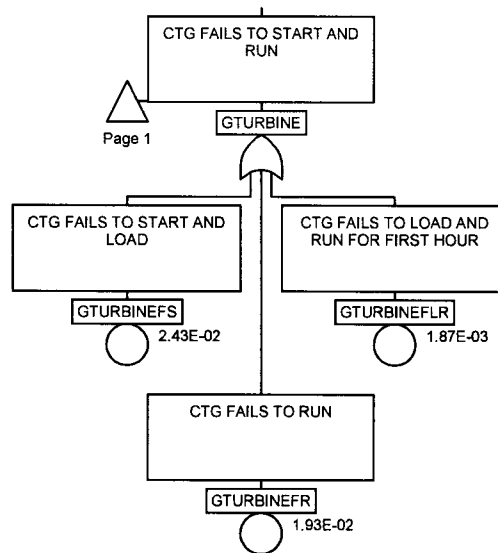 CTG FAILS TO START AND
RUN
Page 1
GTURBINE
CTG FAILS TO START AND
LOAD
CTG FAILS TO LOAD AND
RUN FOR FIRST HOUR
GTURBINEFS
2.43E-02
GTURBINEFLR
1.87E-03
CTG FAILS TO RUN
GTURBINEFR
1.93E-02